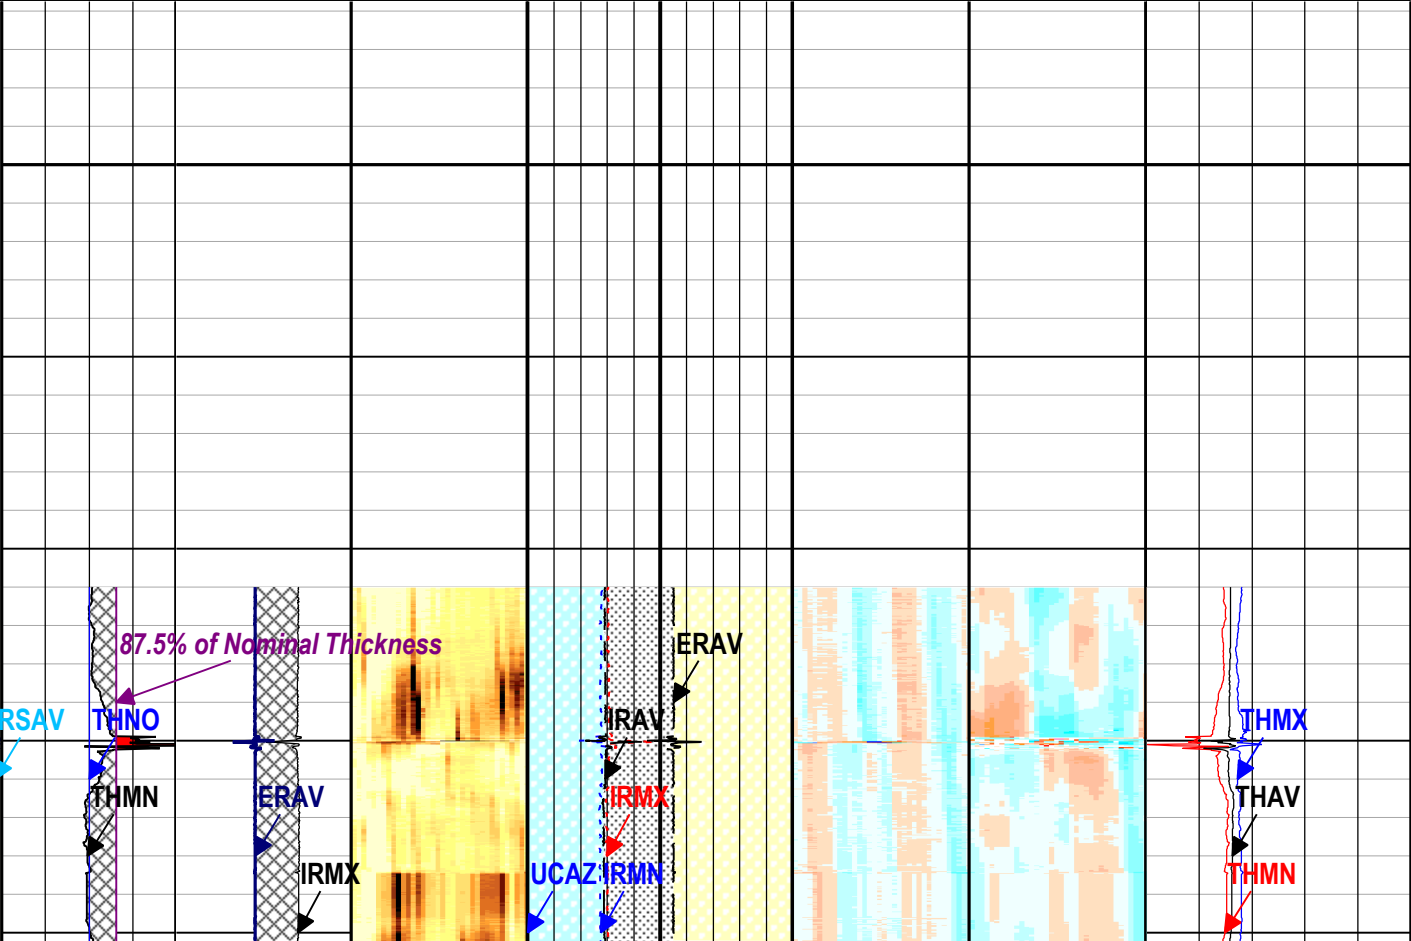 87.5% of Nominal Thickness
ERAV
RSAV
THNO
IRAV
THMX
THMN
ERAV
IRMX
THAV
IRMX
UCAZ
IRMN
THMN